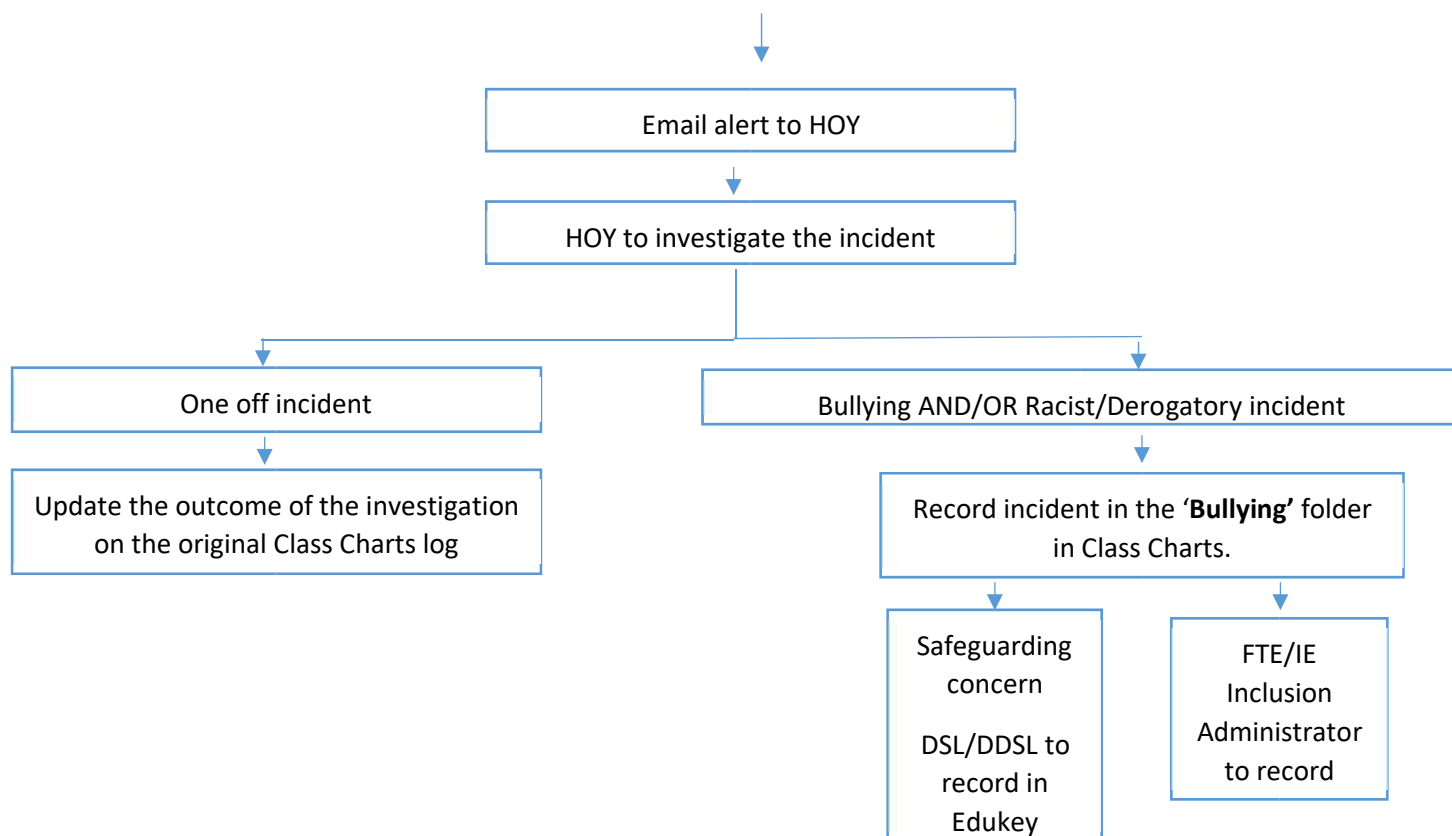 Email alert to HOY
HOY to investigate the incident
One off incident
Bullying AND/OR Racist/Derogatory incident
Update the outcome of the investigation
on the original Class Charts log
Record incident in the ‘Bullying’ folder
in Class Charts.
Safeguarding
concern
DSL/DDSL to
record in
Edukey
FTE/IE
Inclusion
Administrator
to record